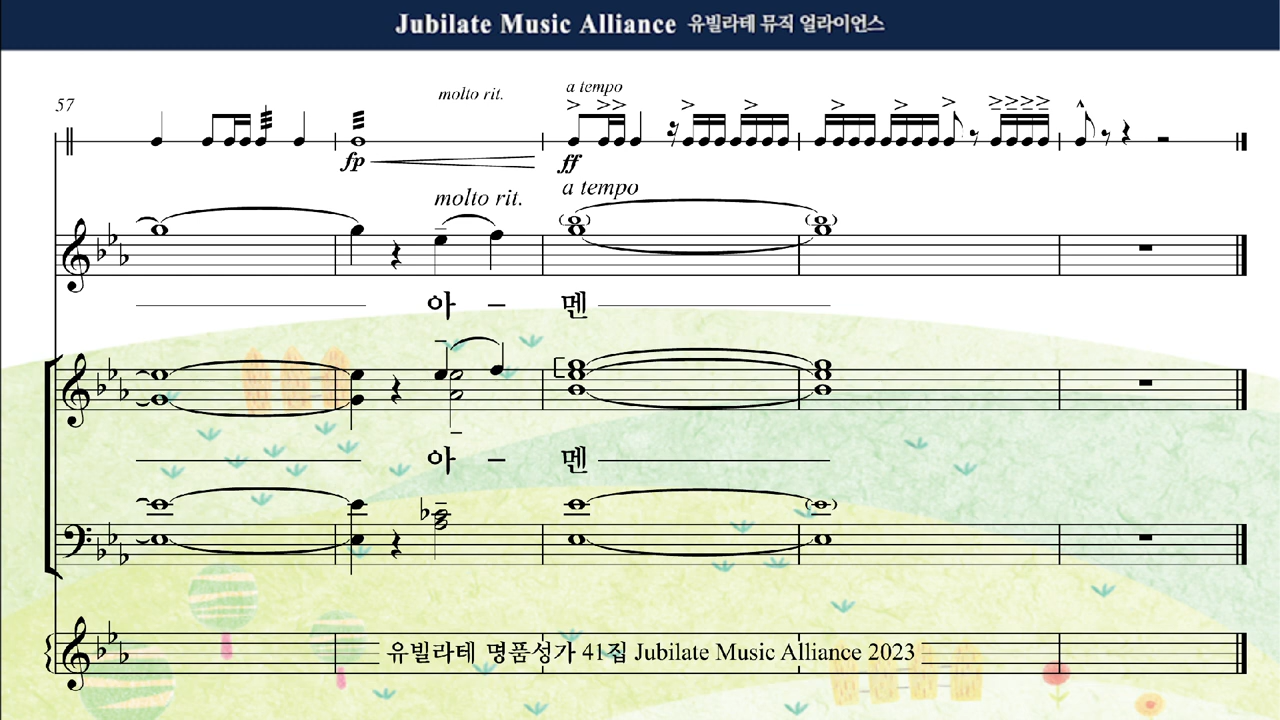 Jubilate Music Alliance 유빌라테 뮤직 얼라이언스
57
molto rit.
a tempo
fp
ff
molto rit.
a tempo
아 – 멘
아 – 멘
유빌라테 명품성가 41집 Jubilate Music Alliance 2023